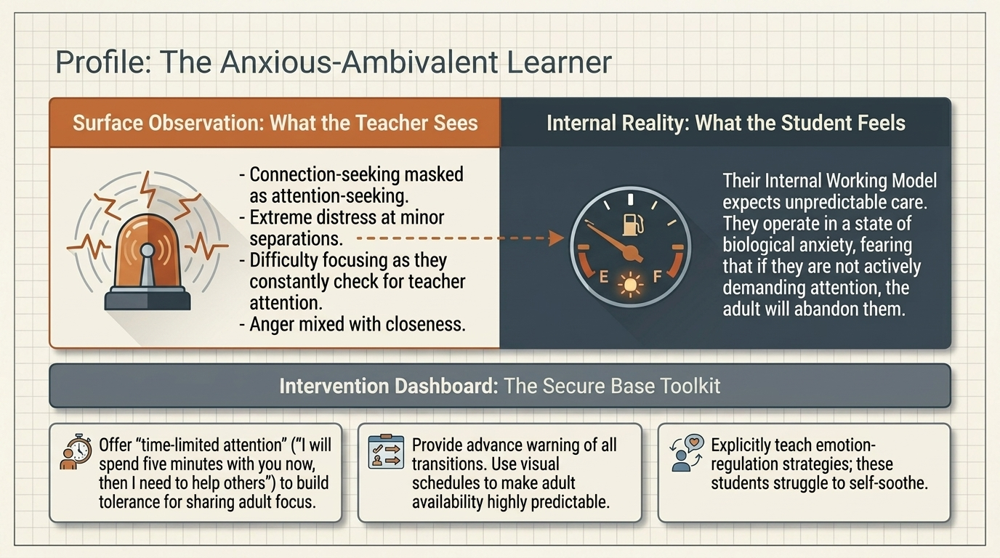 Profile: The Anxious-Ambivalent Learner
Surface Observation: What the Teacher Sees
- Connection-seeking masked
as attention-seeking.
- Extreme distress at minor
separations.
- Difficulty focusing as they
constantly check for teacher
attention.
- Anger mixed with closeness.
Internal Reality: What the Student Feels
E
F
Their Internal Working Model
expects unpredictable care.
They operate in a state of
biological anxiety, fearing
that if they are not actively
demanding attention, the
adult will abandon them.
Intervention Dashboard: The Secure Base Toolkit
Offer “time-limited attention” (“I will
spend five minutes with you now,
then I need to help others”) to build
tolerance for sharing adult focus.
Provide advance warning of all
transitions. Use visual
schedules to make adult
availability highly predictable.
Explicitly teach emotion-
regulation strategies; these
students struggle to self-soothe.